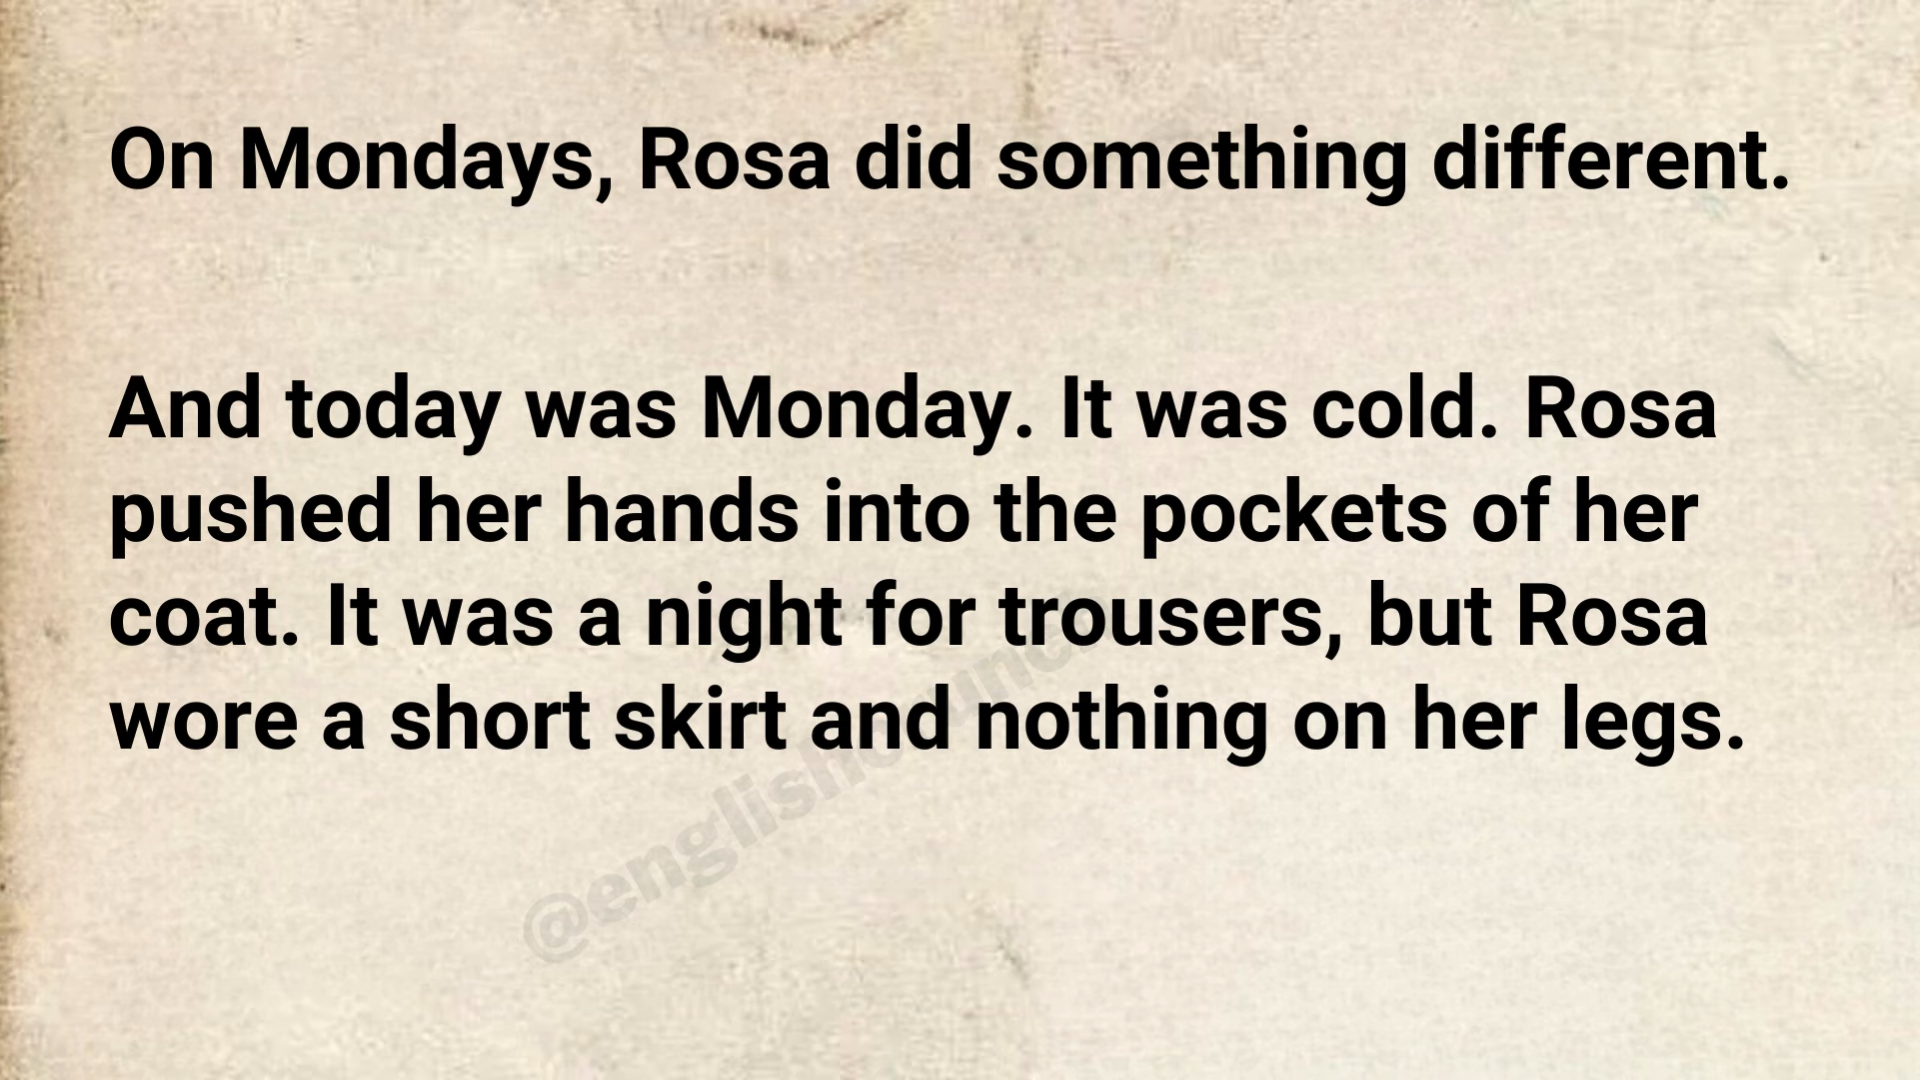 On Mondays, Rosa did something different.
And today was Monday. It was cold. Rosa
pushed her hands into the pockets of her
coat. It was a night for trousers, but Rosa
wore a short skirt and nothing on her legs.